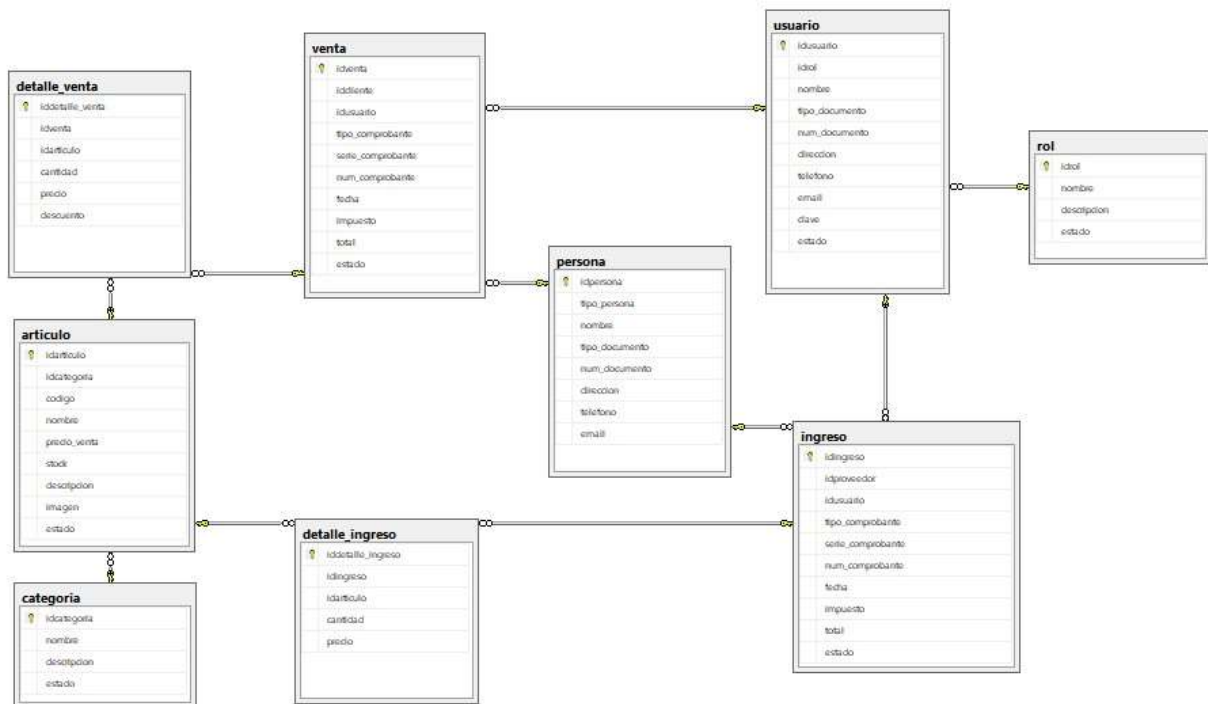 detalle_venta
iddetalle_venta
idventa
idarticulo
cantidad
precio
descuento
venta
idventa
idcliente
idusuario
tipo_comprobante
serie_comprobante
num_comprobante
fecha
impuesto
total
estado
usuario
idusuario
idrol
nombre
tipo_documento
num_documento
direccion
telefono
email
clave
estado
rol
idrol
nombre
descripcion
estado
persona
idpersona
tipo_persona
nombre
tipo_documento
num_documento
direccion
telefono
email
articulo
idarticulo
idcategoria
codigo
nombre
precio_venta
stock
descripcion
imagen
estado
ingreso
idingreso
idproveedor
idusuario
tipo_comprobante
serie_comprobante
num_comprobante
fecha
impuesto
total
estado
detalle_ingreso
iddetalle_ingreso
idingreso
idarticulo
cantidad
precio
categoria
idcategoria
nombre
descripcion
estado